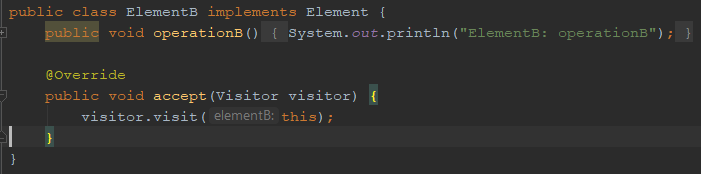 public class ElementB implements Element {
public void operationB() { System.out.println("ElementB: operationB"); }
@Override
public void accept(Visitor visitor) {
visitor.visit( elementB: this);
}
}